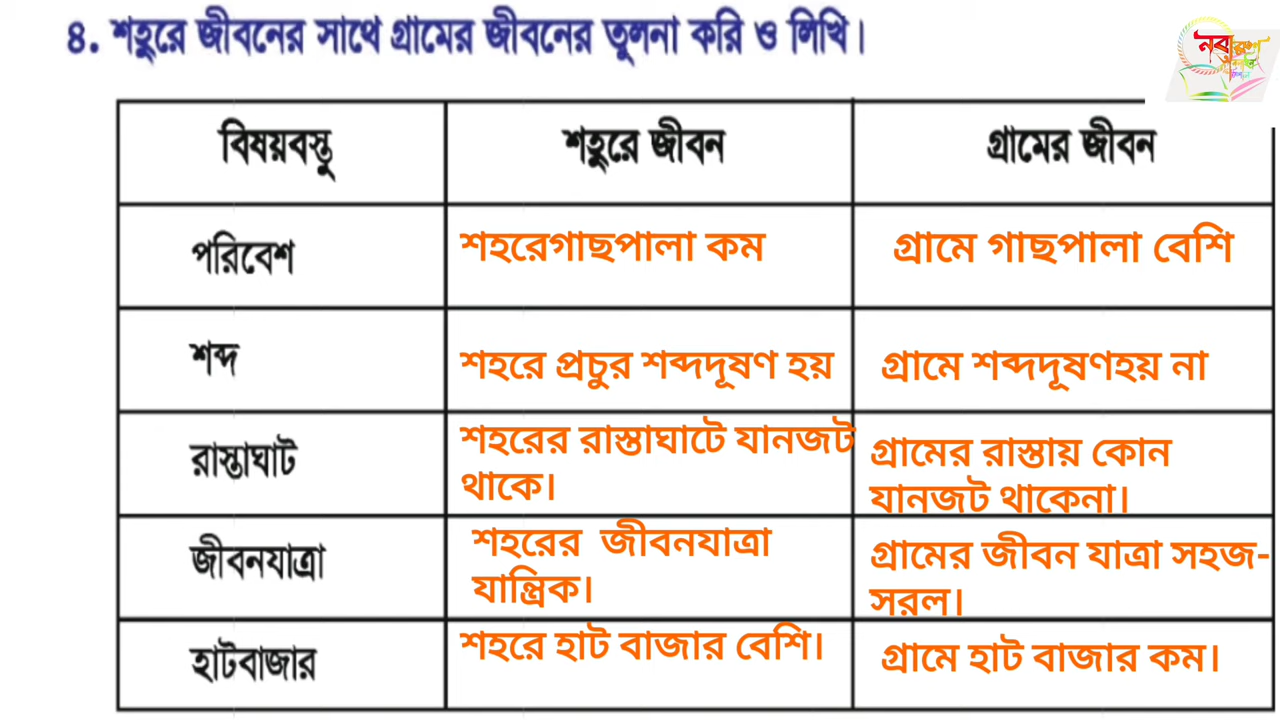 ৪. শহুরে জীবনের সাথে গ্রামের জীবনের তুলনা করি ও লিখি।
নবারুণ
বিষয়বস্তু শহুরে জীবন গ্রামের জীবন
পরিবেশ শহরেগাছপালা কম গ্রামে গাছপালা বেশি
শব্দ শহরে প্রচুর শব্দদূষণ হয় গ্রামে শব্দদূষণহয় না
রাস্তাঘাট শহরের রাস্তাঘাটে যানজট
থাকে।
গ্রামের রাস্তায় কোন
যানজট থাকেনা।
জীবনযাত্রা শহরের জীবনযাত্রা
যান্ত্রিক।
গ্রামের জীবন যাত্রা সহজ-
সরল।
হাটবাজার শহরে হাট বাজার বেশি। গ্রামে হাট বাজার কম।